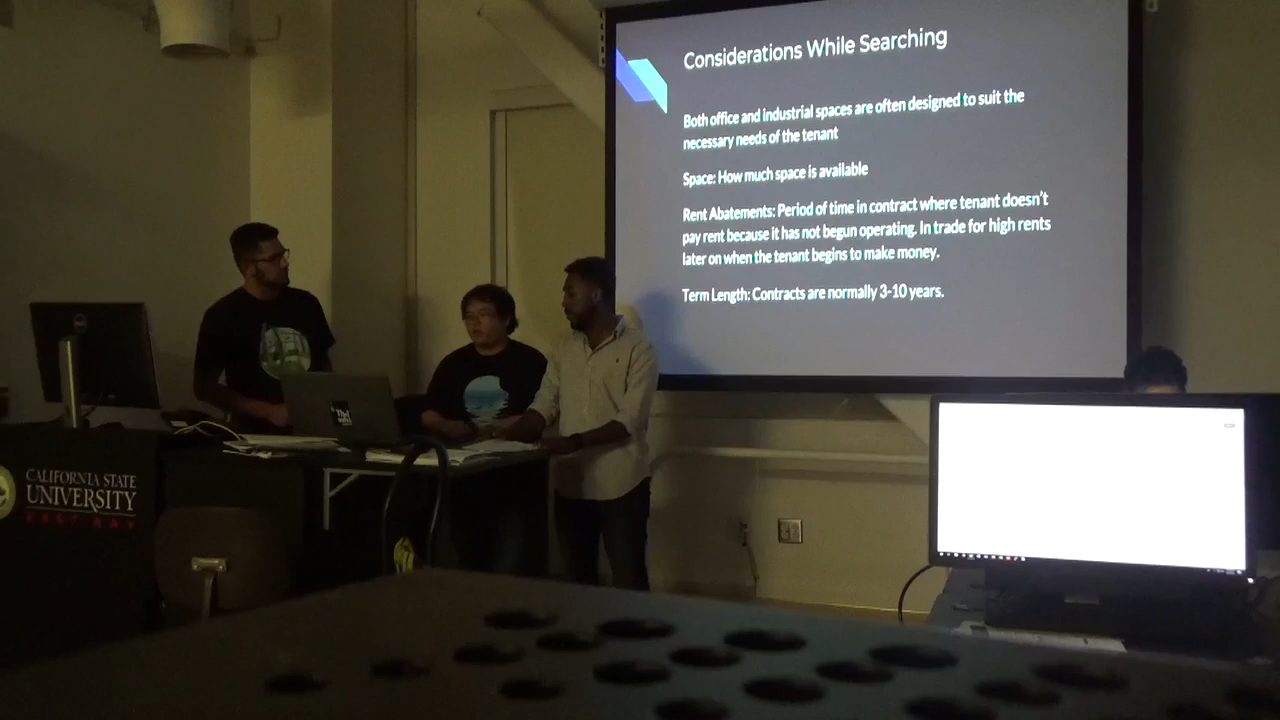 Considerations While Searching
Both office and industrial spaces are often designed to suit the
necessary needs of the tenant
Space: How much space is available
Rent Abatements: Period of time in contract where tenant doesn't
pay rent because it has not begun operating. In trade for high rents
later on when the tenant begins to make money.
Term Length: Contracts are normally 3-10 years.
CALIFORNIA STATE
UNIVERSITY
EAST BAY